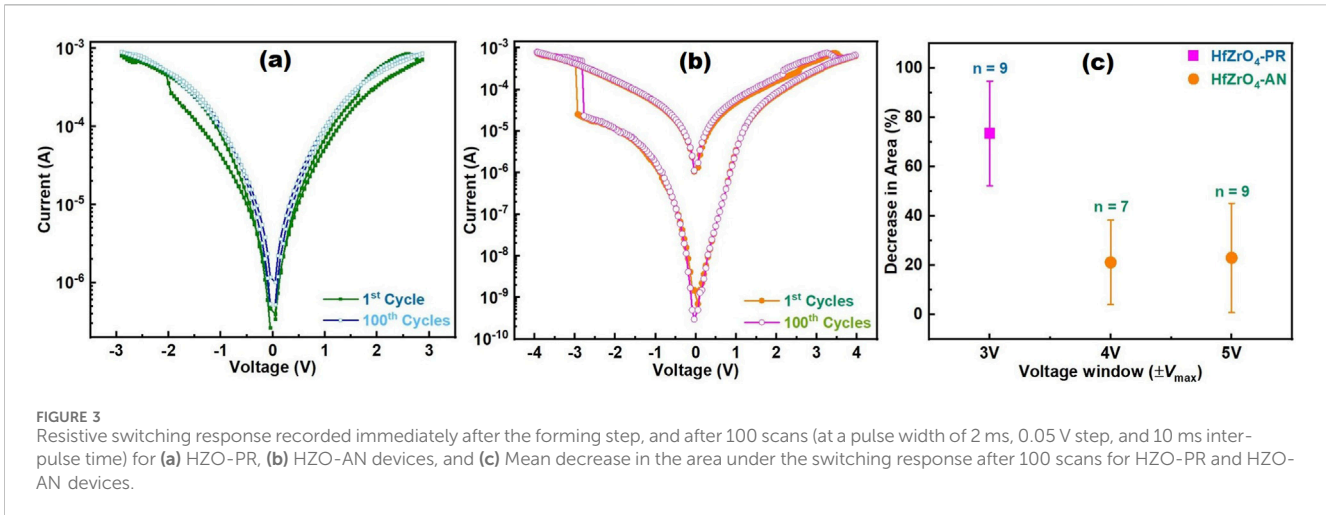 (a)
Current (A)
10-3
10-4
10-5
10-6
1st Cycle
100th Cycles
-3 -2 -1 0 1 2 3
Voltage (V)
(b)
Current (A)
10-3
10-4
10-5
10-6
10-7
10-8
10-9
10-10
1st Cycles
100th Cycles
-4 -3 -2 -1 0 1 2 3 4
Voltage (V)
(c)
HfZrO4-PR
HfZrO4-AN
Decrease in Area (%)
100
80
60
40
20
0
n = 9
n = 7
n = 9
3V 4V 5V
Voltage window (±Vmax)
FIGURE 3
Resistive switching response recorded immediately after the forming step, and after 100 scans (at a pulse width of 2 ms, 0.05 V step, and 10 ms inter-
pulse time) for (a) HZO-PR, (b) HZO-AN devices, and (c) Mean decrease in the area under the switching response after 100 scans for HZO-PR and HZO-
AN devices.